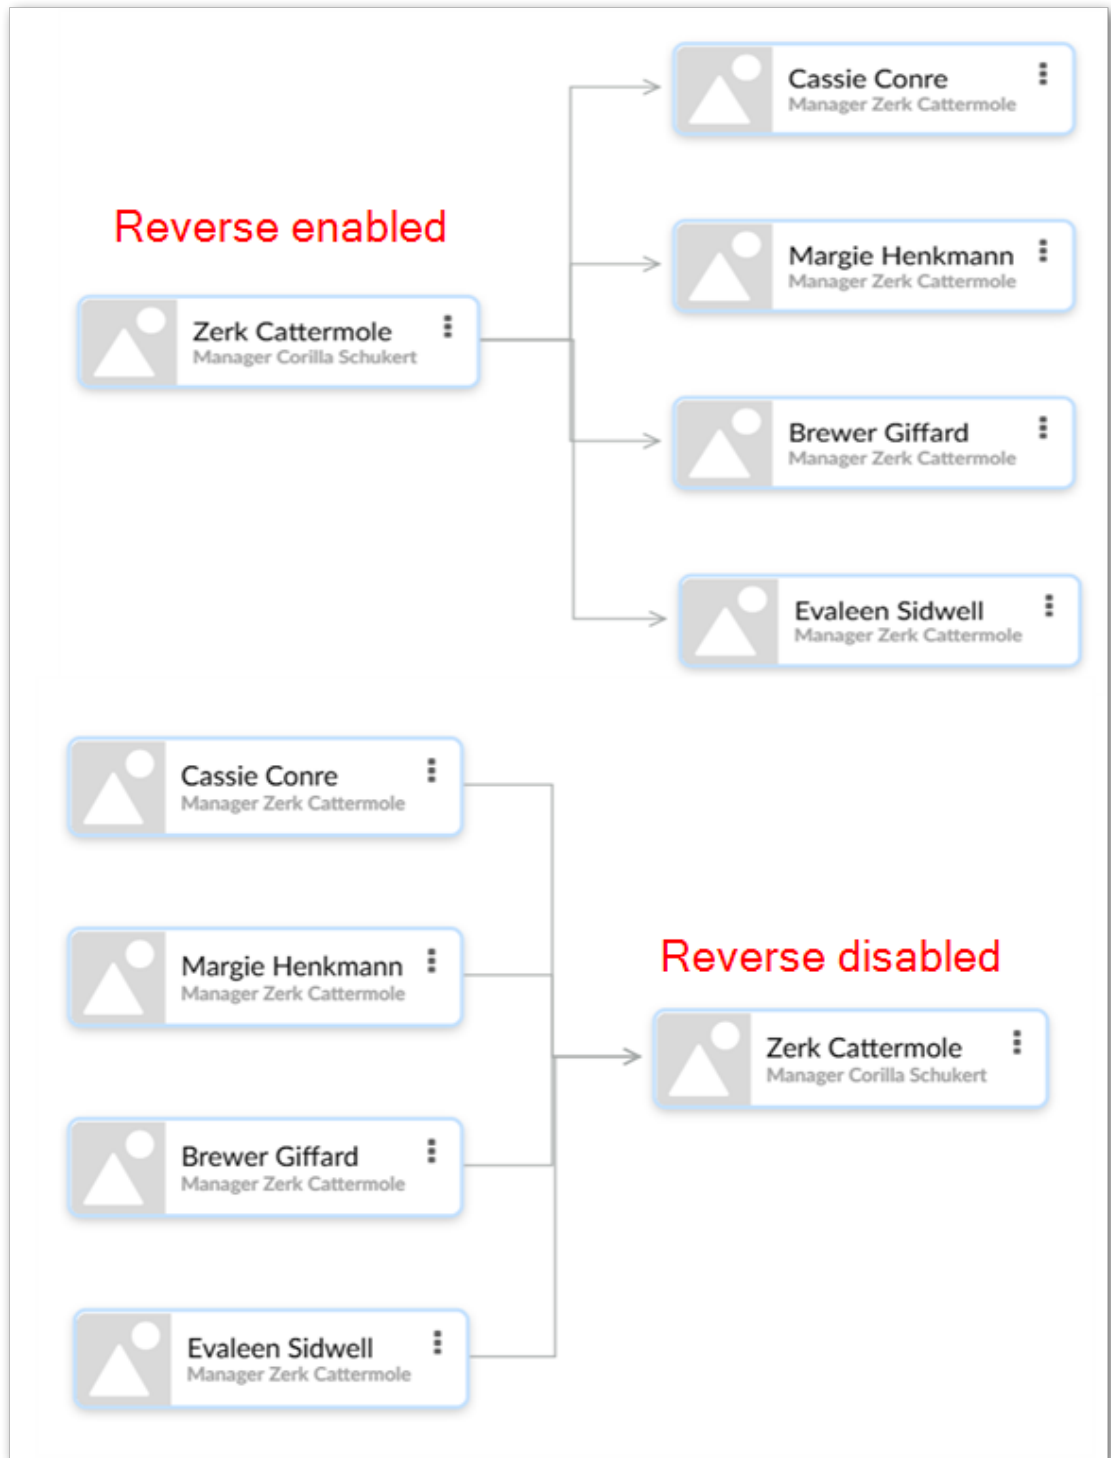 Cassie Conre
Manager Zerk Cattermole
Reverse enabled
Margie Henkmann
Manager Zerk Cattermole
Zerk Cattermole
Manager Corilla Schukert
Brewer Giffard
Manager Zerk Cattermole
Evaleen Sidwell
Manager Zerk Cattermole
Cassie Conre
Manager Zerk Cattermole
Margie Henkmann
Manager Zerk Cattermole
Reverse disabled
Zerk Cattermole
Manager Corilla Schukert
Brewer Giffard
Manager Zerk Cattermole
Evaleen Sidwell
Manager Zerk Cattermole